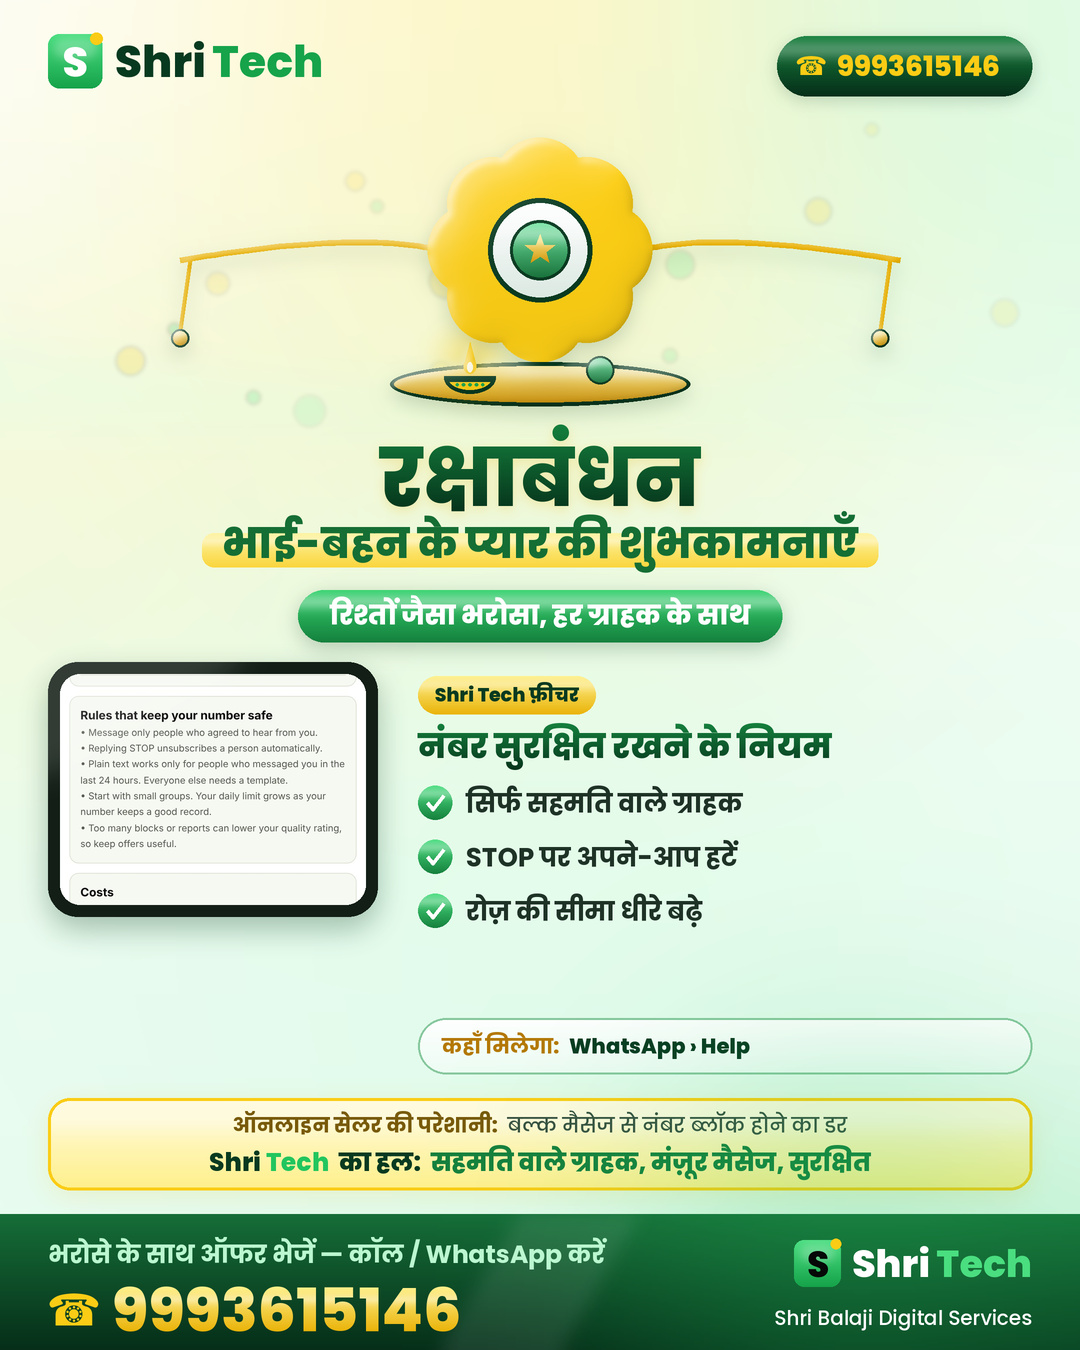 S Shri Tech
☎ 9993615146
रक्षाबंधन
भाई-बहन के प्यार की शुभकामनाएँ
रिश्तों जैसा भरोसा, हर ग्राहक के साथ
Rules that keep your number safe
• Message only people who agreed to hear from you.
• Replying STOP unsubscribes a person automatically.
• Plain text works only for people who messaged you in the
last 24 hours. Everyone else needs a template.
• Start with small groups. Your daily limit grows as your
number keeps a good record.
• Too many blocks or reports can lower your quality rating,
so keep offers useful.
Costs
Shri Tech फ़ीचर
नंबर सुरक्षित रखने के नियम
सिर्फ सहमति वाले ग्राहक
STOP पर अपने-आप हटें
रोज़ की सीमा धीरे बढ़े
कहाँ मिलेगा: WhatsApp › Help
ऑनलाइन सेलर की परेशानी: बल्क मैसेज से नंबर ब्लॉक होने का डर
Shri Tech का हल: सहमति वाले ग्राहक, मंज़ूर मैसेज, सुरक्षित
भरोसे के साथ ऑफर भेजें — कॉल / WhatsApp करें
☎ 9993615146
S Shri Tech
Shri Balaji Digital Services